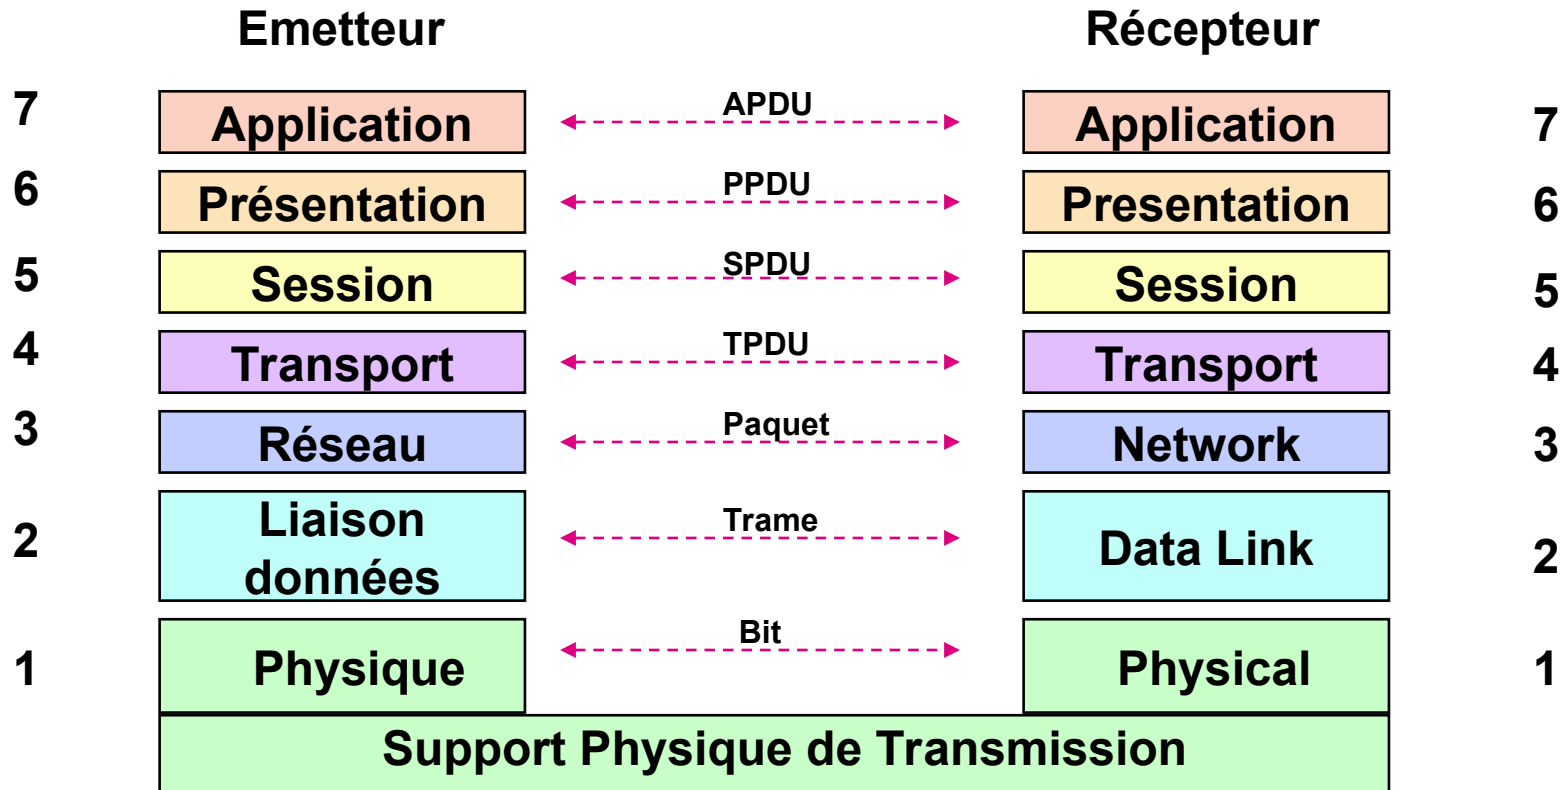 Emetteur
Récepteur
7
Application
APDU
Application
7
6
Présentation
PPDU
Presentation
6
5
Session
SPDU
Session
5
4
Transport
TPDU
Transport
4
3
Réseau
Paquet
Network
3
2
Liaison
données
Trame
Data Link
2
1
Physique
Bit
Physical
1
Support Physique de Transmission